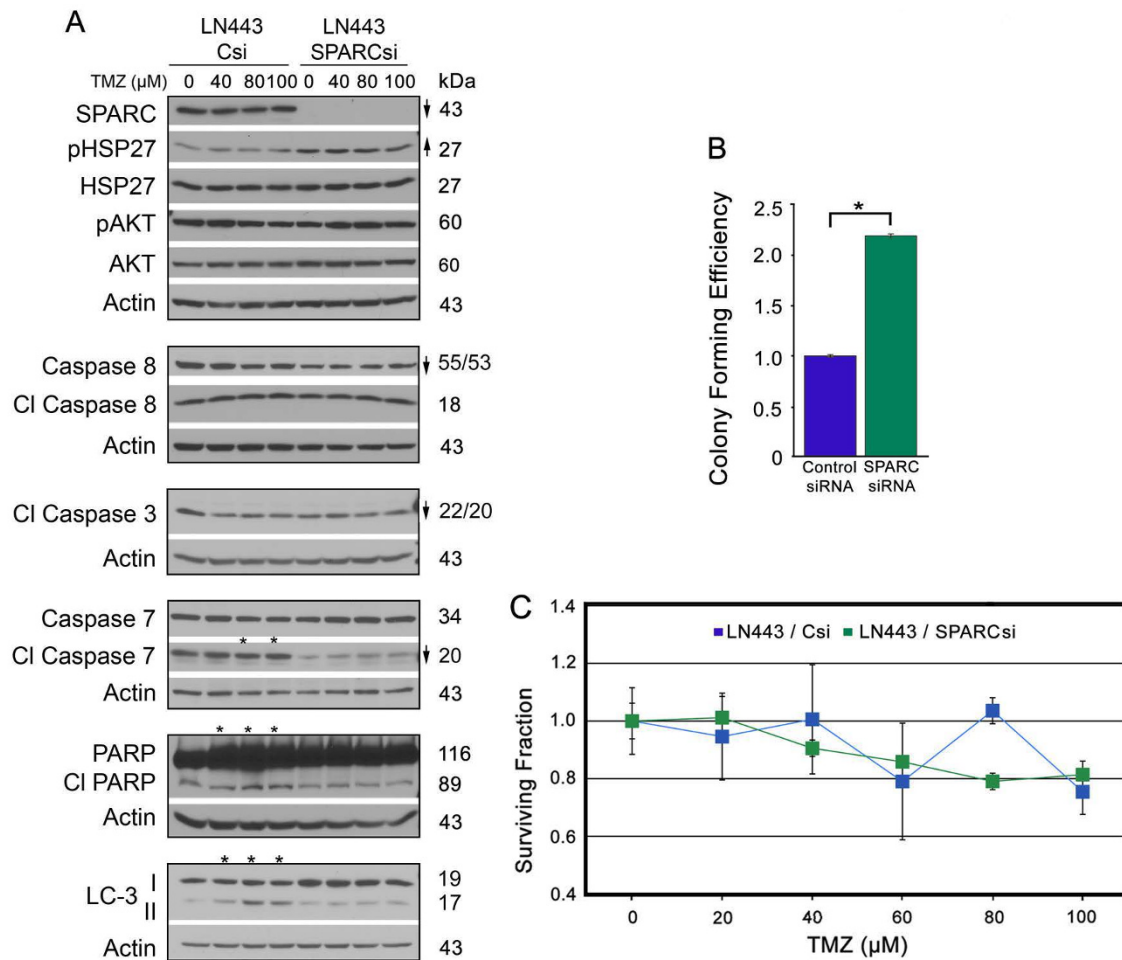 A
LN443 LN443
Csi SPARCsi
TMZ (µM) 0 40 80 100 0 40 80 100 kDa
SPARC 43
pHSP27 27
HSP27 27
pAKT 60
AKT 60
Actin 43
Caspase 8 55/53
Cl Caspase 8 18
Actin 43
Cl Caspase 3 22/20
Actin 43
Caspase 7 34
* *
Cl Caspase 7 20
Actin 43
* * *
PARP 116
Cl PARP 89
Actin 43
* * *
LC-3 I 19
II 17
Actin 43
B
Colony Forming Efficiency
*
2.5
2.0
1.5
1.0
0.5
0
Control SPARC
siRNA siRNA
C
Surviving Fraction
LN443 / Csi LN443 / SPARCsi
1.4
1.2
1.0
0.8
0.6
0.4
0 20 40 60 80 100
TMZ (µM)